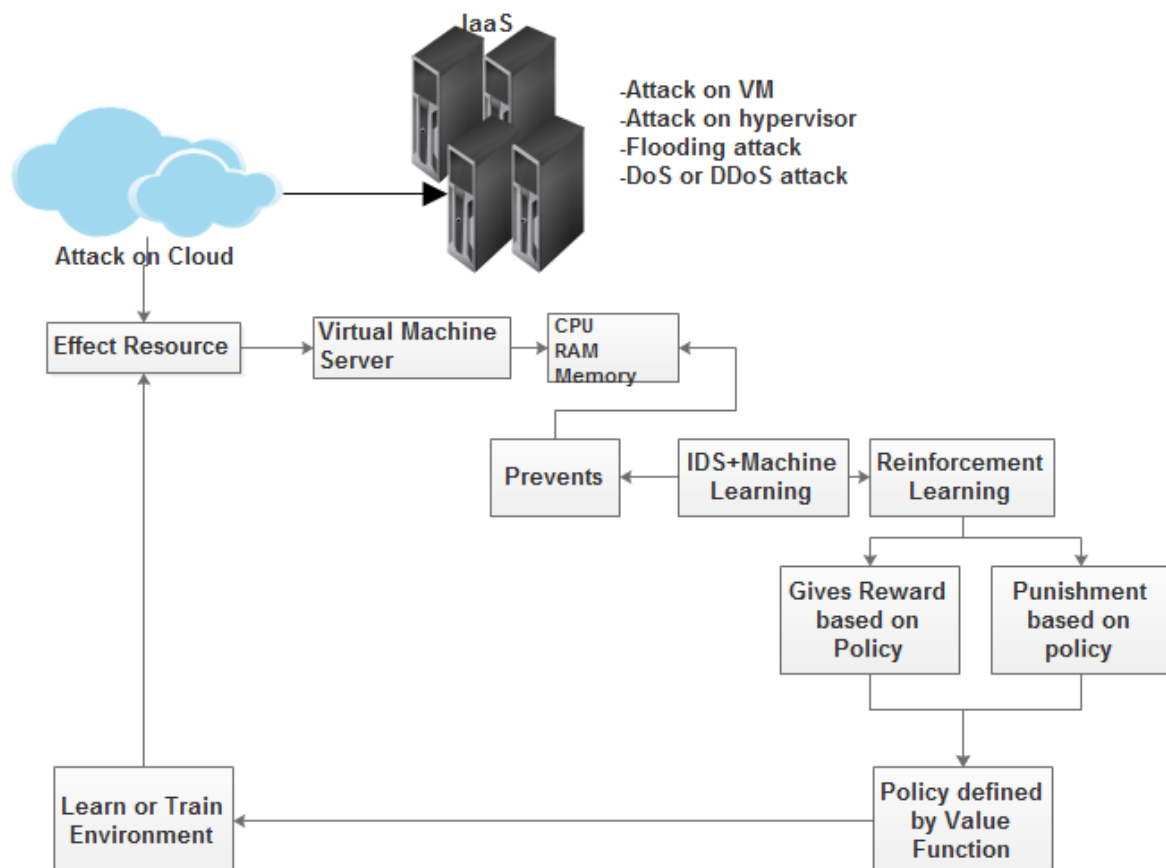 IaaS
-Attack on VM
-Attack on hypervisor
-Flooding attack
-DoS or DDoS attack
Attack on Cloud
Effect Resource
Virtual Machine
Server
CPU
RAM
Memory
Prevents
IDS+Machine
Learning
Reinforcement
Learning
Gives Reward
based on
Policy
Punishment
based on
policy
Learn or Train
Environment
Policy defined
by Value
Function